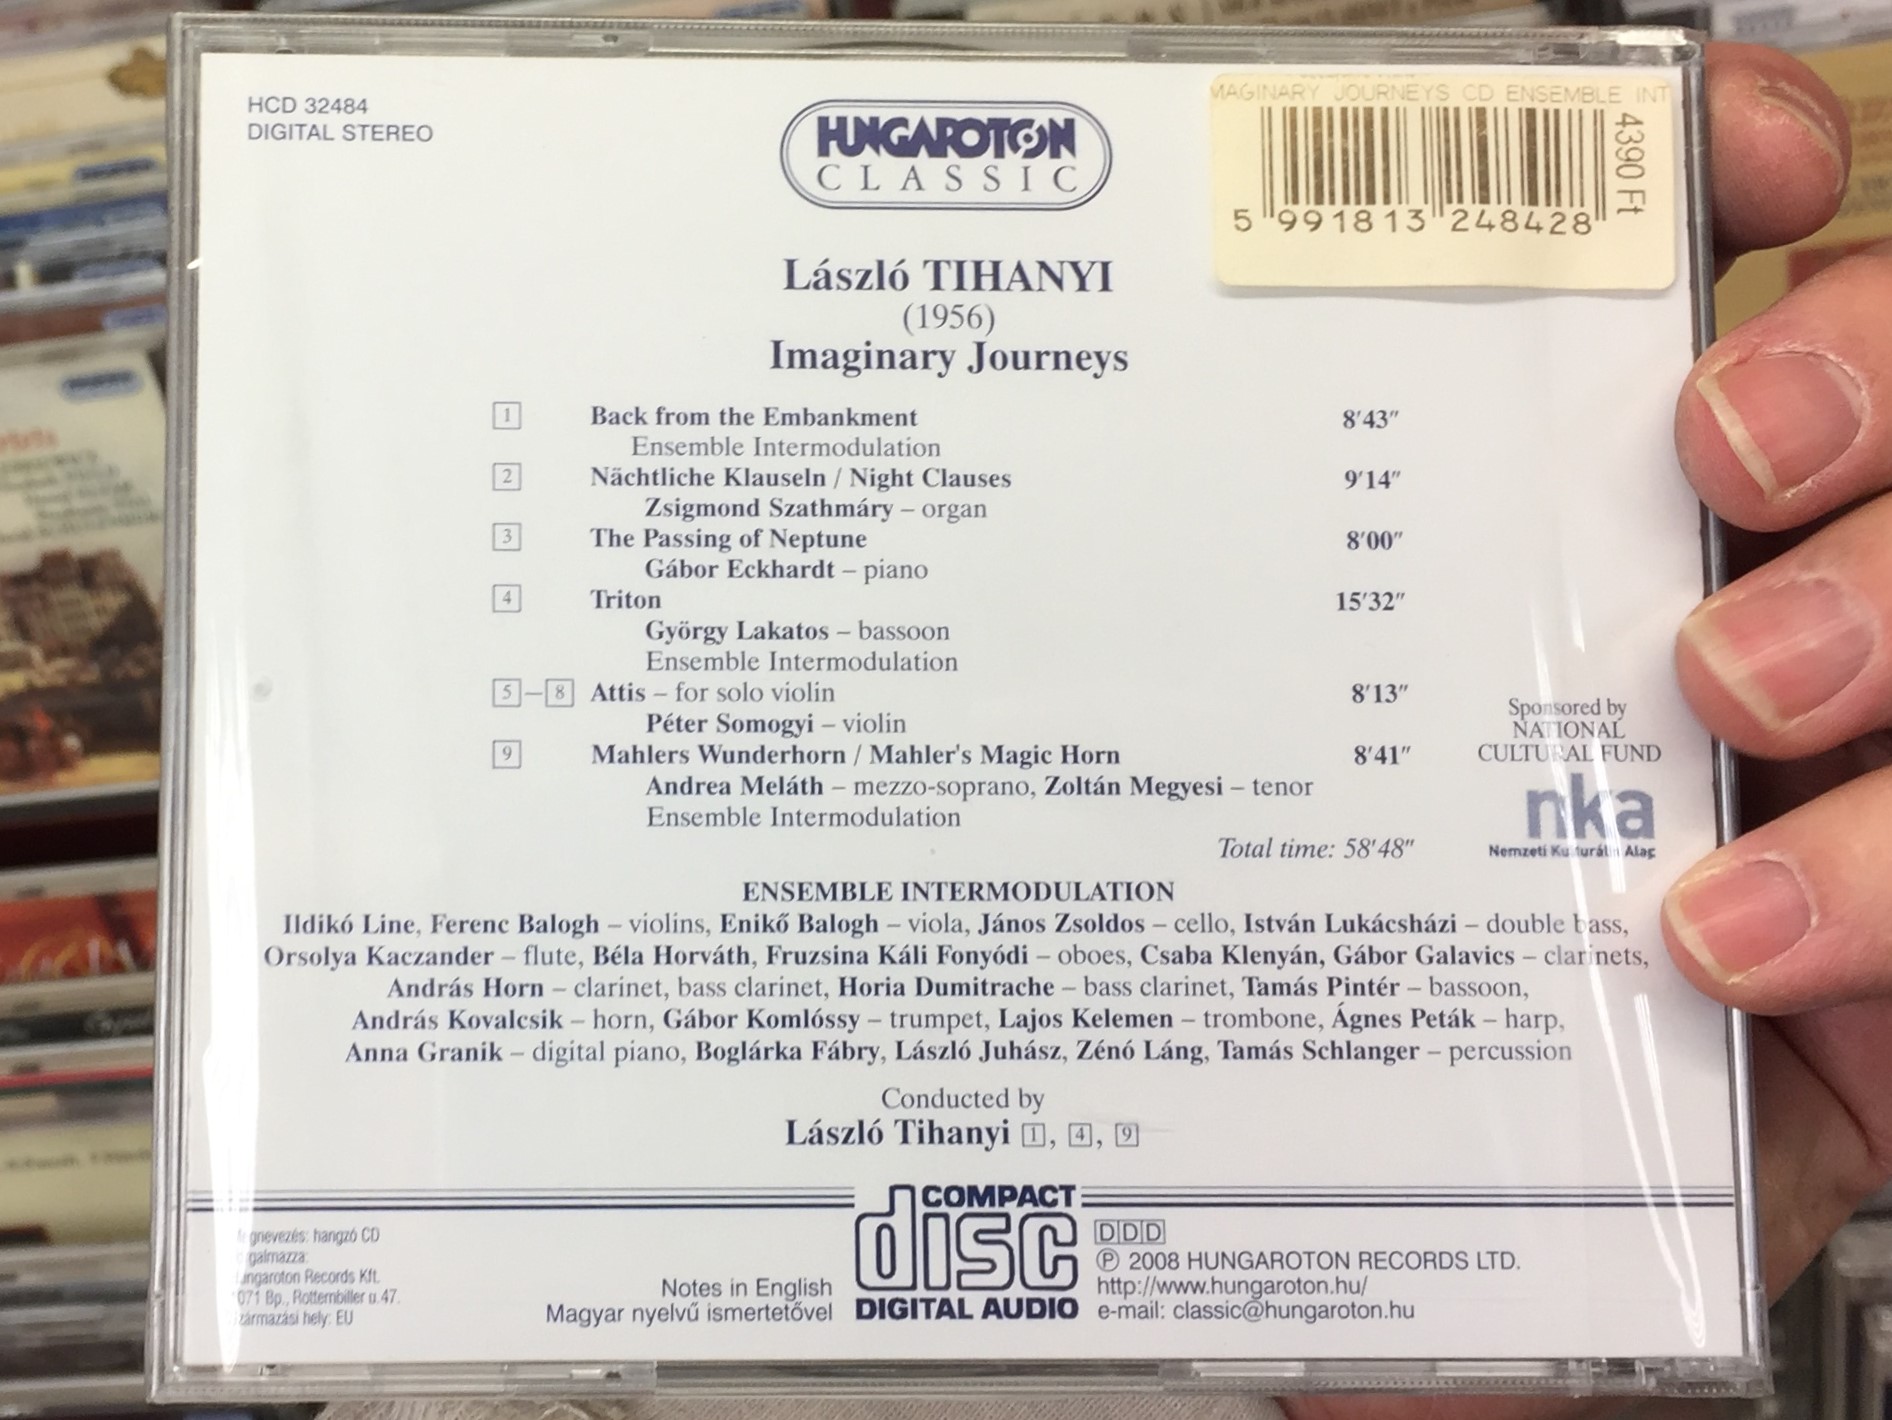 HCD 32484
DIGITAL STEREO
HUNGAROTON
CLASSIC
MAGINARY JOURNEYS CD ENSEMBLE INT
4390 Ft
5 991813 248428
László TIHANYI
(1956)
Imaginary Journeys
1 Back from the Embankment 8'43"
Ensemble Intermodulation
2 Nächtliche Klauseln / Night Clauses 9'14"
Zsigmond Szathmáry – organ
3 The Passing of Neptune 8'00"
Gábor Eckhardt – piano
4 Triton 15'32"
György Lakatos – bassoon
Ensemble Intermodulation
5–8 Attis – for solo violin 8'13"
Péter Somogyi – violin
9 Mahlers Wunderhorn / Mahler's Magic Horn 8'41"
Andrea Meláth – mezzo-soprano, Zoltán Megyesi – tenor
Ensemble Intermodulation
Total time: 58'48"
Sponsored by
NATIONAL
CULTURAL FUND
nka
Nemzeti Kulturális Alap
ENSEMBLE INTERMODULATION
Ildikó Line, Ferenc Balogh – violins, Enikő Balogh – viola, János Zsoldos – cello, István Lukácsházi – double bass,
Orsolya Kaczander – flute, Béla Horváth, Fruzsina Káli Fonyódi – oboes, Csaba Klenyán, Gábor Galavics – clarinets,
András Horn – clarinet, bass clarinet, Horia Dumitrache – bass clarinet, Tamás Pintér – bassoon,
András Kovalcsik – horn, Gábor Komlóssy – trumpet, Lajos Kelemen – trombone, Ágnes Peták – harp,
Anna Granik – digital piano, Boglárka Fábry, László Juhász, Zénó Láng, Tamás Schlanger – percussion
Conducted by
László Tihanyi 1, 4, 9
hangzó CD
Records Kft.
Bp., Rottenbiller u. 47.
hely: EU
Notes in English
Magyar nyelvű ismertetővel
COMPACT
disc
DIGITAL AUDIO
DDD
℗ 2008 HUNGAROTON RECORDS LTD.
http://www.hungaroton.hu/
e-mail: classic@hungaroton.hu